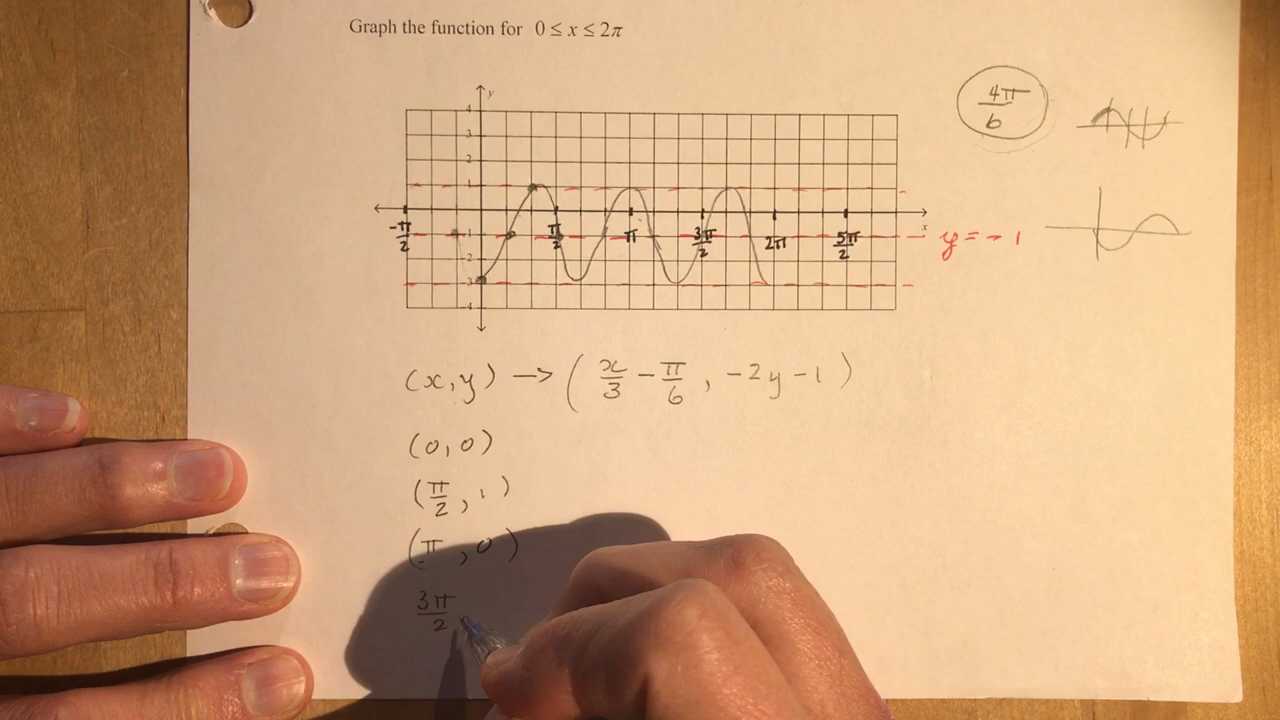 Graph the function for 0 ≤ x ≤ 2π
4π/6
y
4
3
2
1
-π/2
-1
π/2
π
3π/2
2π
5π/2
x
y = -1
-2
-3
-4
(x,y) → (x/3 - π/6, -2y-1)
(0,0)
(π/2, 1)
(π, 0)
3π/2